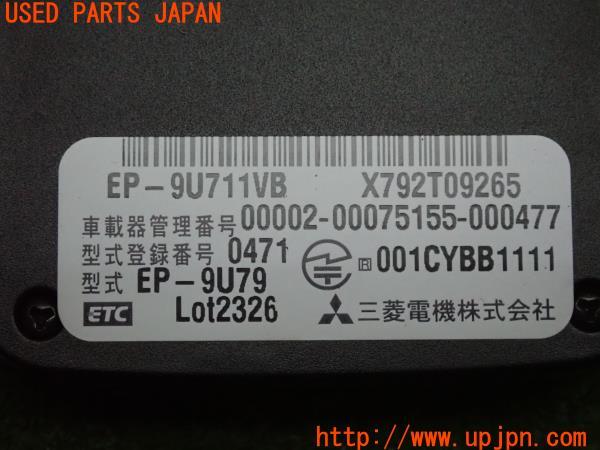 USED PARTS JAPAN
EP-9U711VB X792T09265
車載器管理番号 00002-00075155-000477
型式登録番号 0471 R 001CYBB1111
型式 EP-9U79
ETC Lot2326 三菱電機株式会社
UPJ http://www.upjpn.com